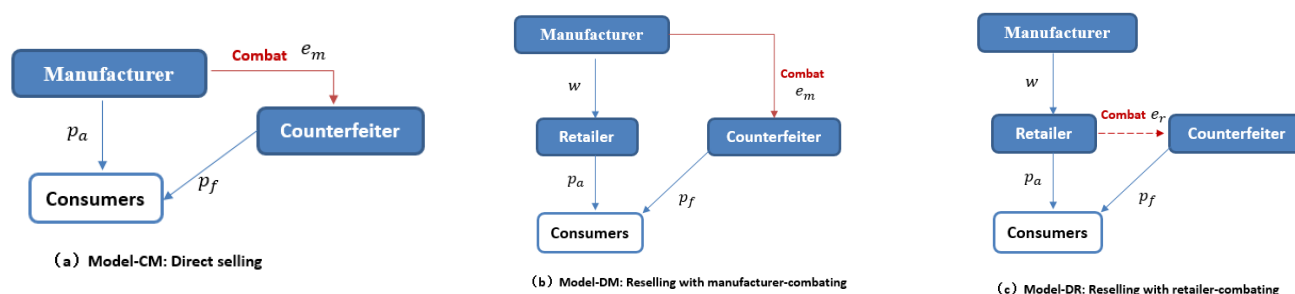 Manufacturer
Combat e_m
p_a
Counterfeiter
p_f
Consumers
(a) Model-CM: Direct selling
Manufacturer
w
Combat
e_m
Retailer
Counterfeiter
p_a
p_f
Consumers
(b) Model-DM: Reselling with manufacturer-combating
Manufacturer
w
Combat e_r
Retailer
Counterfeiter
p_a
p_f
Consumers
(c) Model-DR: Reselling with retailer-combating